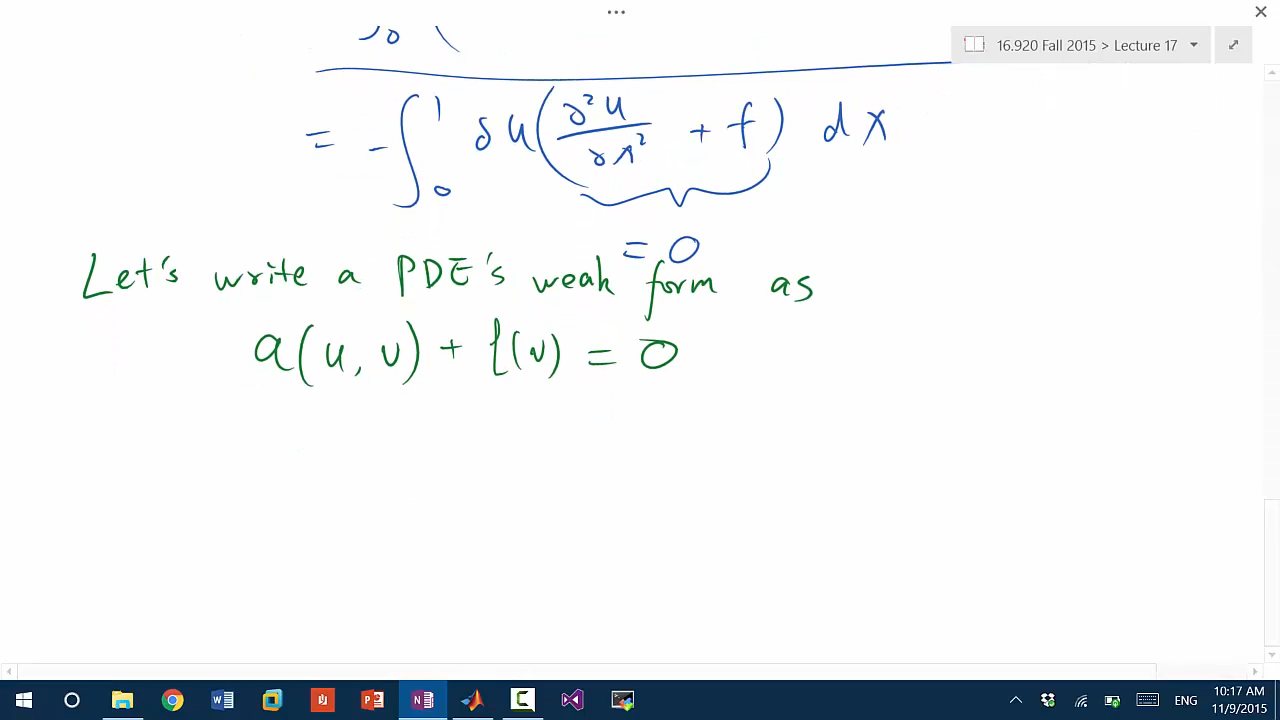 16.920 Fall 2015 > Lecture 17
= -∫₀¹ δu(∂²u/∂x² + f) dx
= 0
Let's write a PDE's weak form as
a(u, v) + l(v) = 0
ENG
10:17 AM
11/9/2015